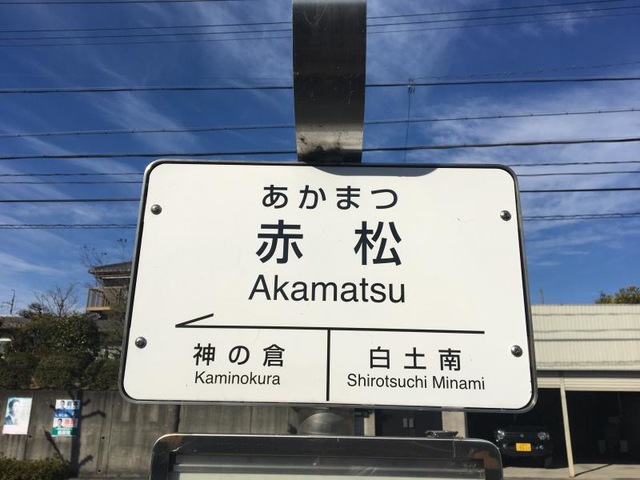 あかまつ
赤松
Akamatsu
神の倉
白土南
Kaminokura
Shirotsuchi Minami